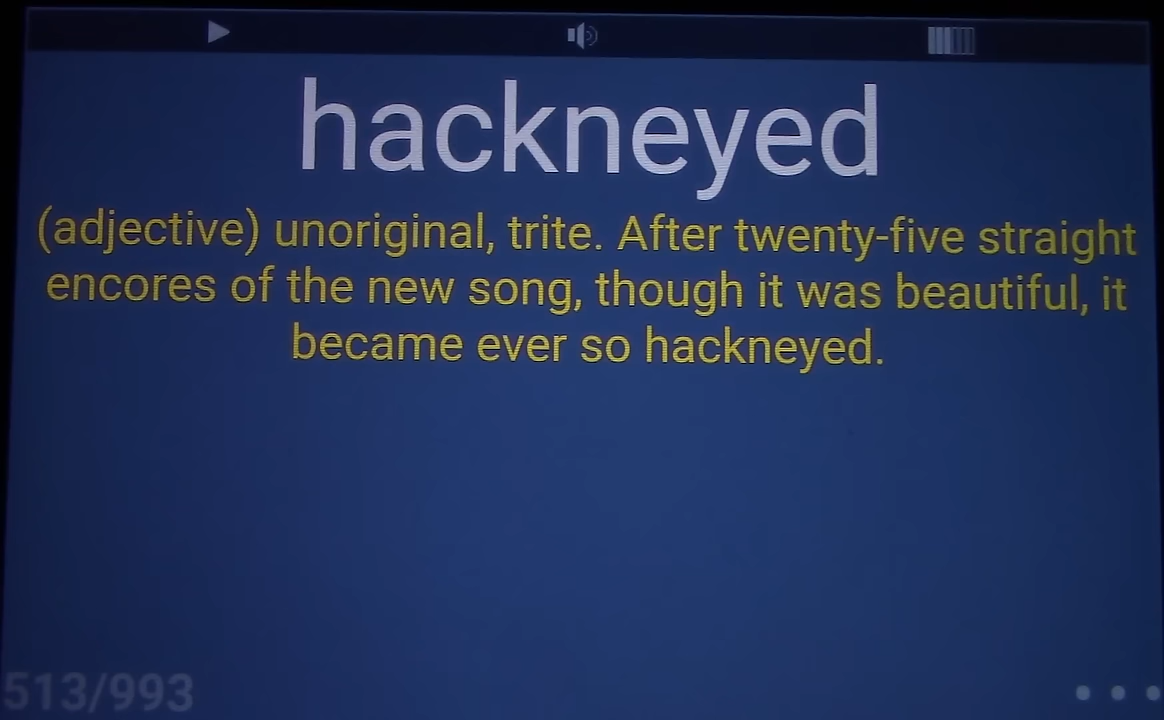 hackneyed
(adjective) unoriginal, trite. After twenty-five straight
encores of the new song, though it was beautiful, it
became ever so hackneyed.
513/993